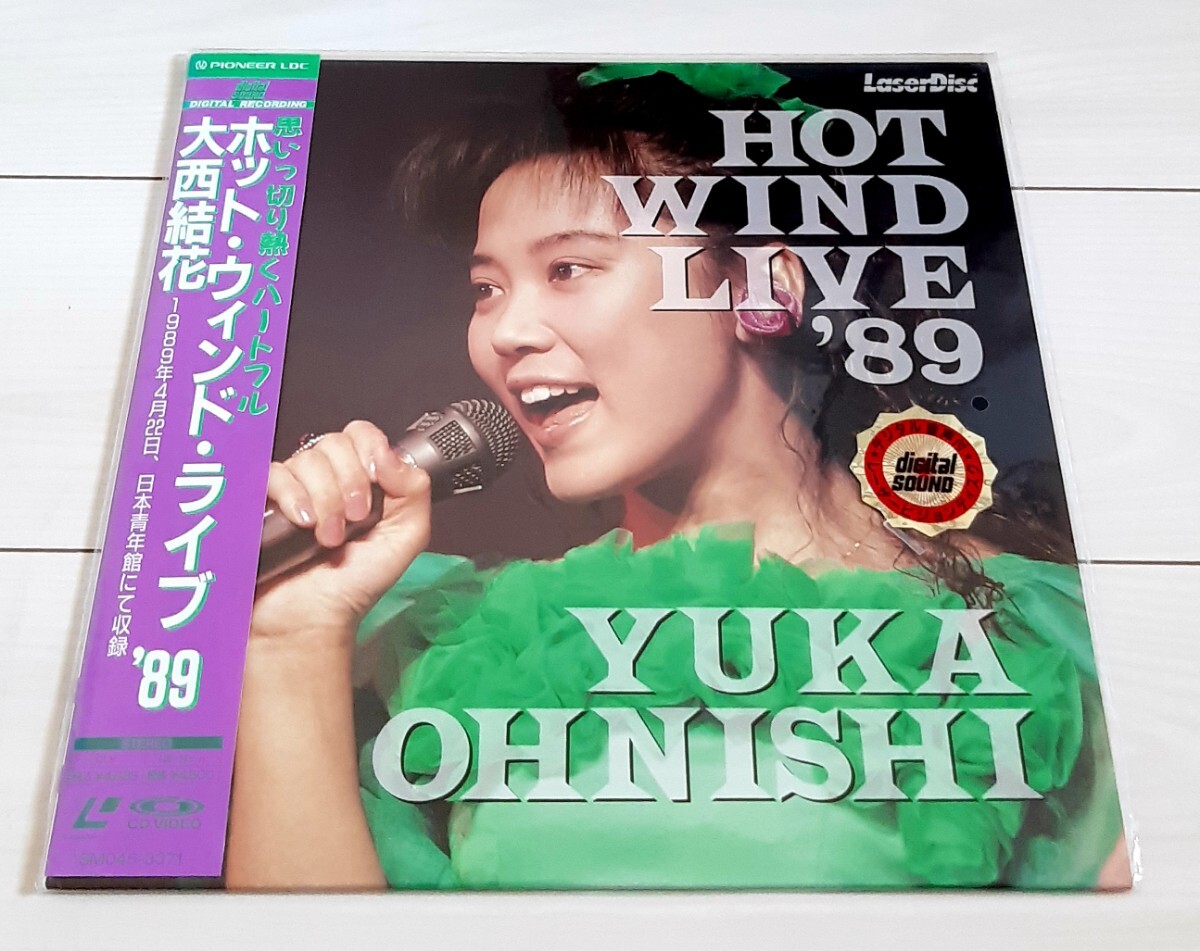 PIONEER LDC
digital SOUND
DIGITAL RECORDING
思いっ切り熱くハートフル
ホット・ウィンド・ライブ'89
大西結花
1989年4月22日、日本青年館にて収録
STEREO
CD VIDEO
LaserDisc
HOT
WIND
LIVE
'89
digital
SOUND
YUKA
OHNISHI